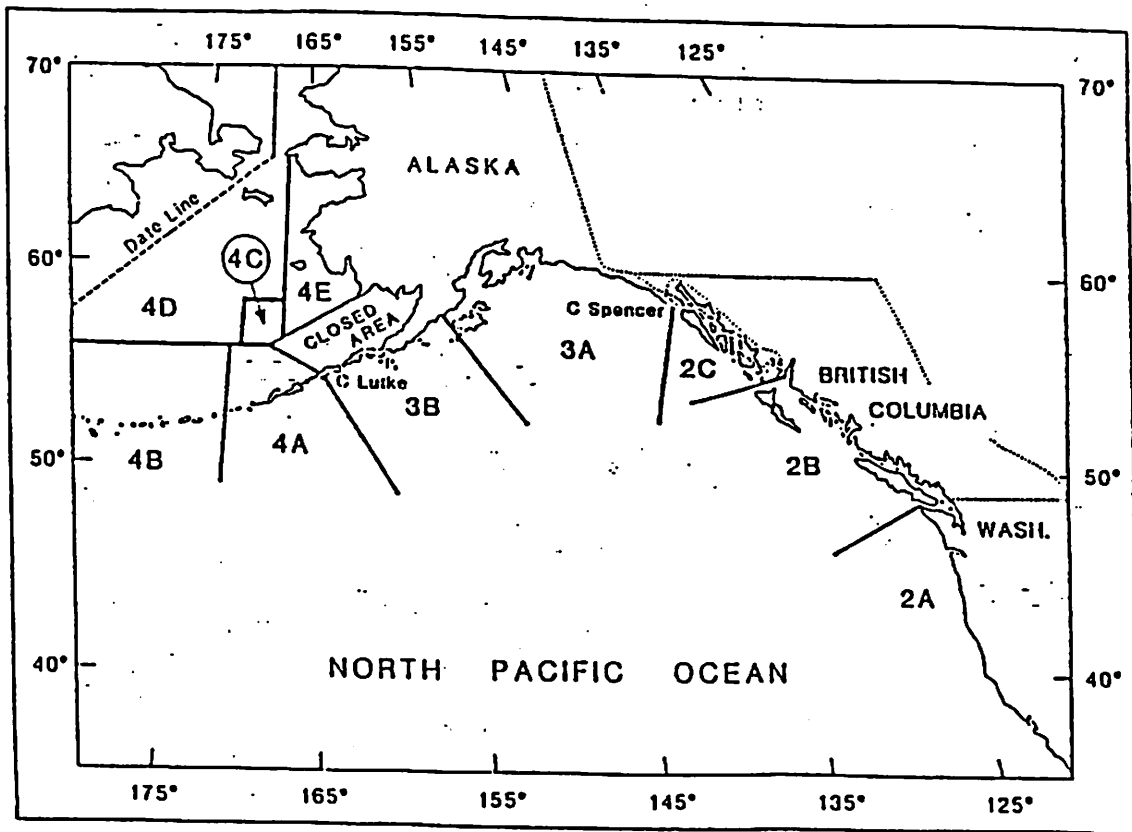 175° 165° 155° 145° 135° 125°
70° 70°
ALASKA
Date Line
60° 4C 60°
4D 4E
CLOSED
AREA
C Spencer
3A
2C
BRITISH
C Lutke
3B
COLUMBIA
4A
4B
50° 2B 50°
WASH.
2A
40° 40°
NORTH PACIFIC OCEAN
175° 165° 155° 145° 135° 125°